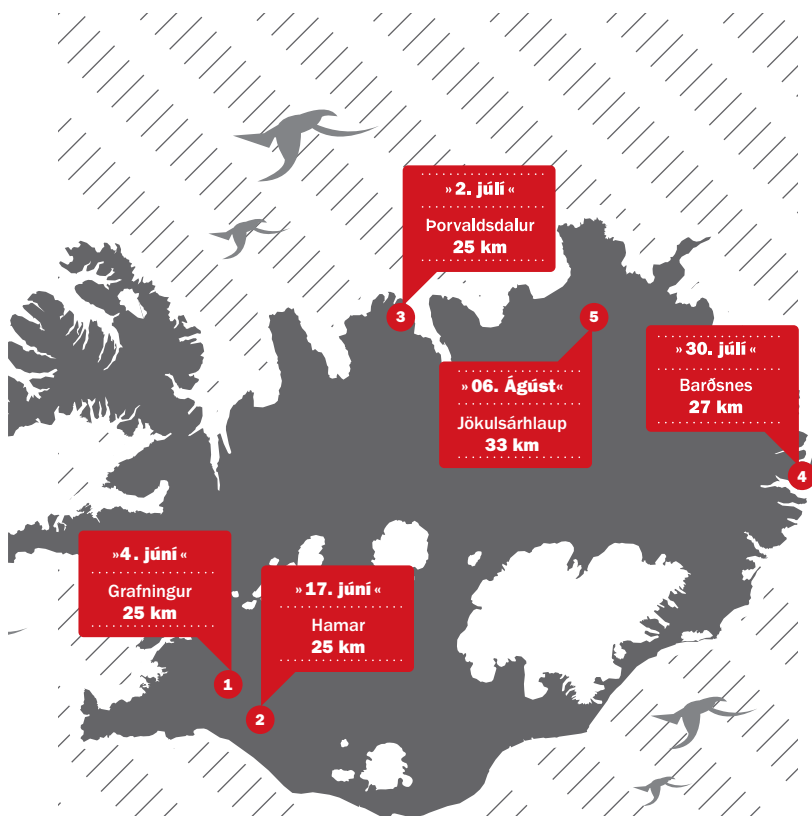 » 2. júlí «
Þorvaldsdalur
25 km
3
5
» 30. júlí «
Barðsnes
27 km
» 06. Ágúst«
Jökulsárhlaup
33 km
4
»4. júní «
Grafningur
25 km
» 17. júní «
Hamar
25 km
1
2